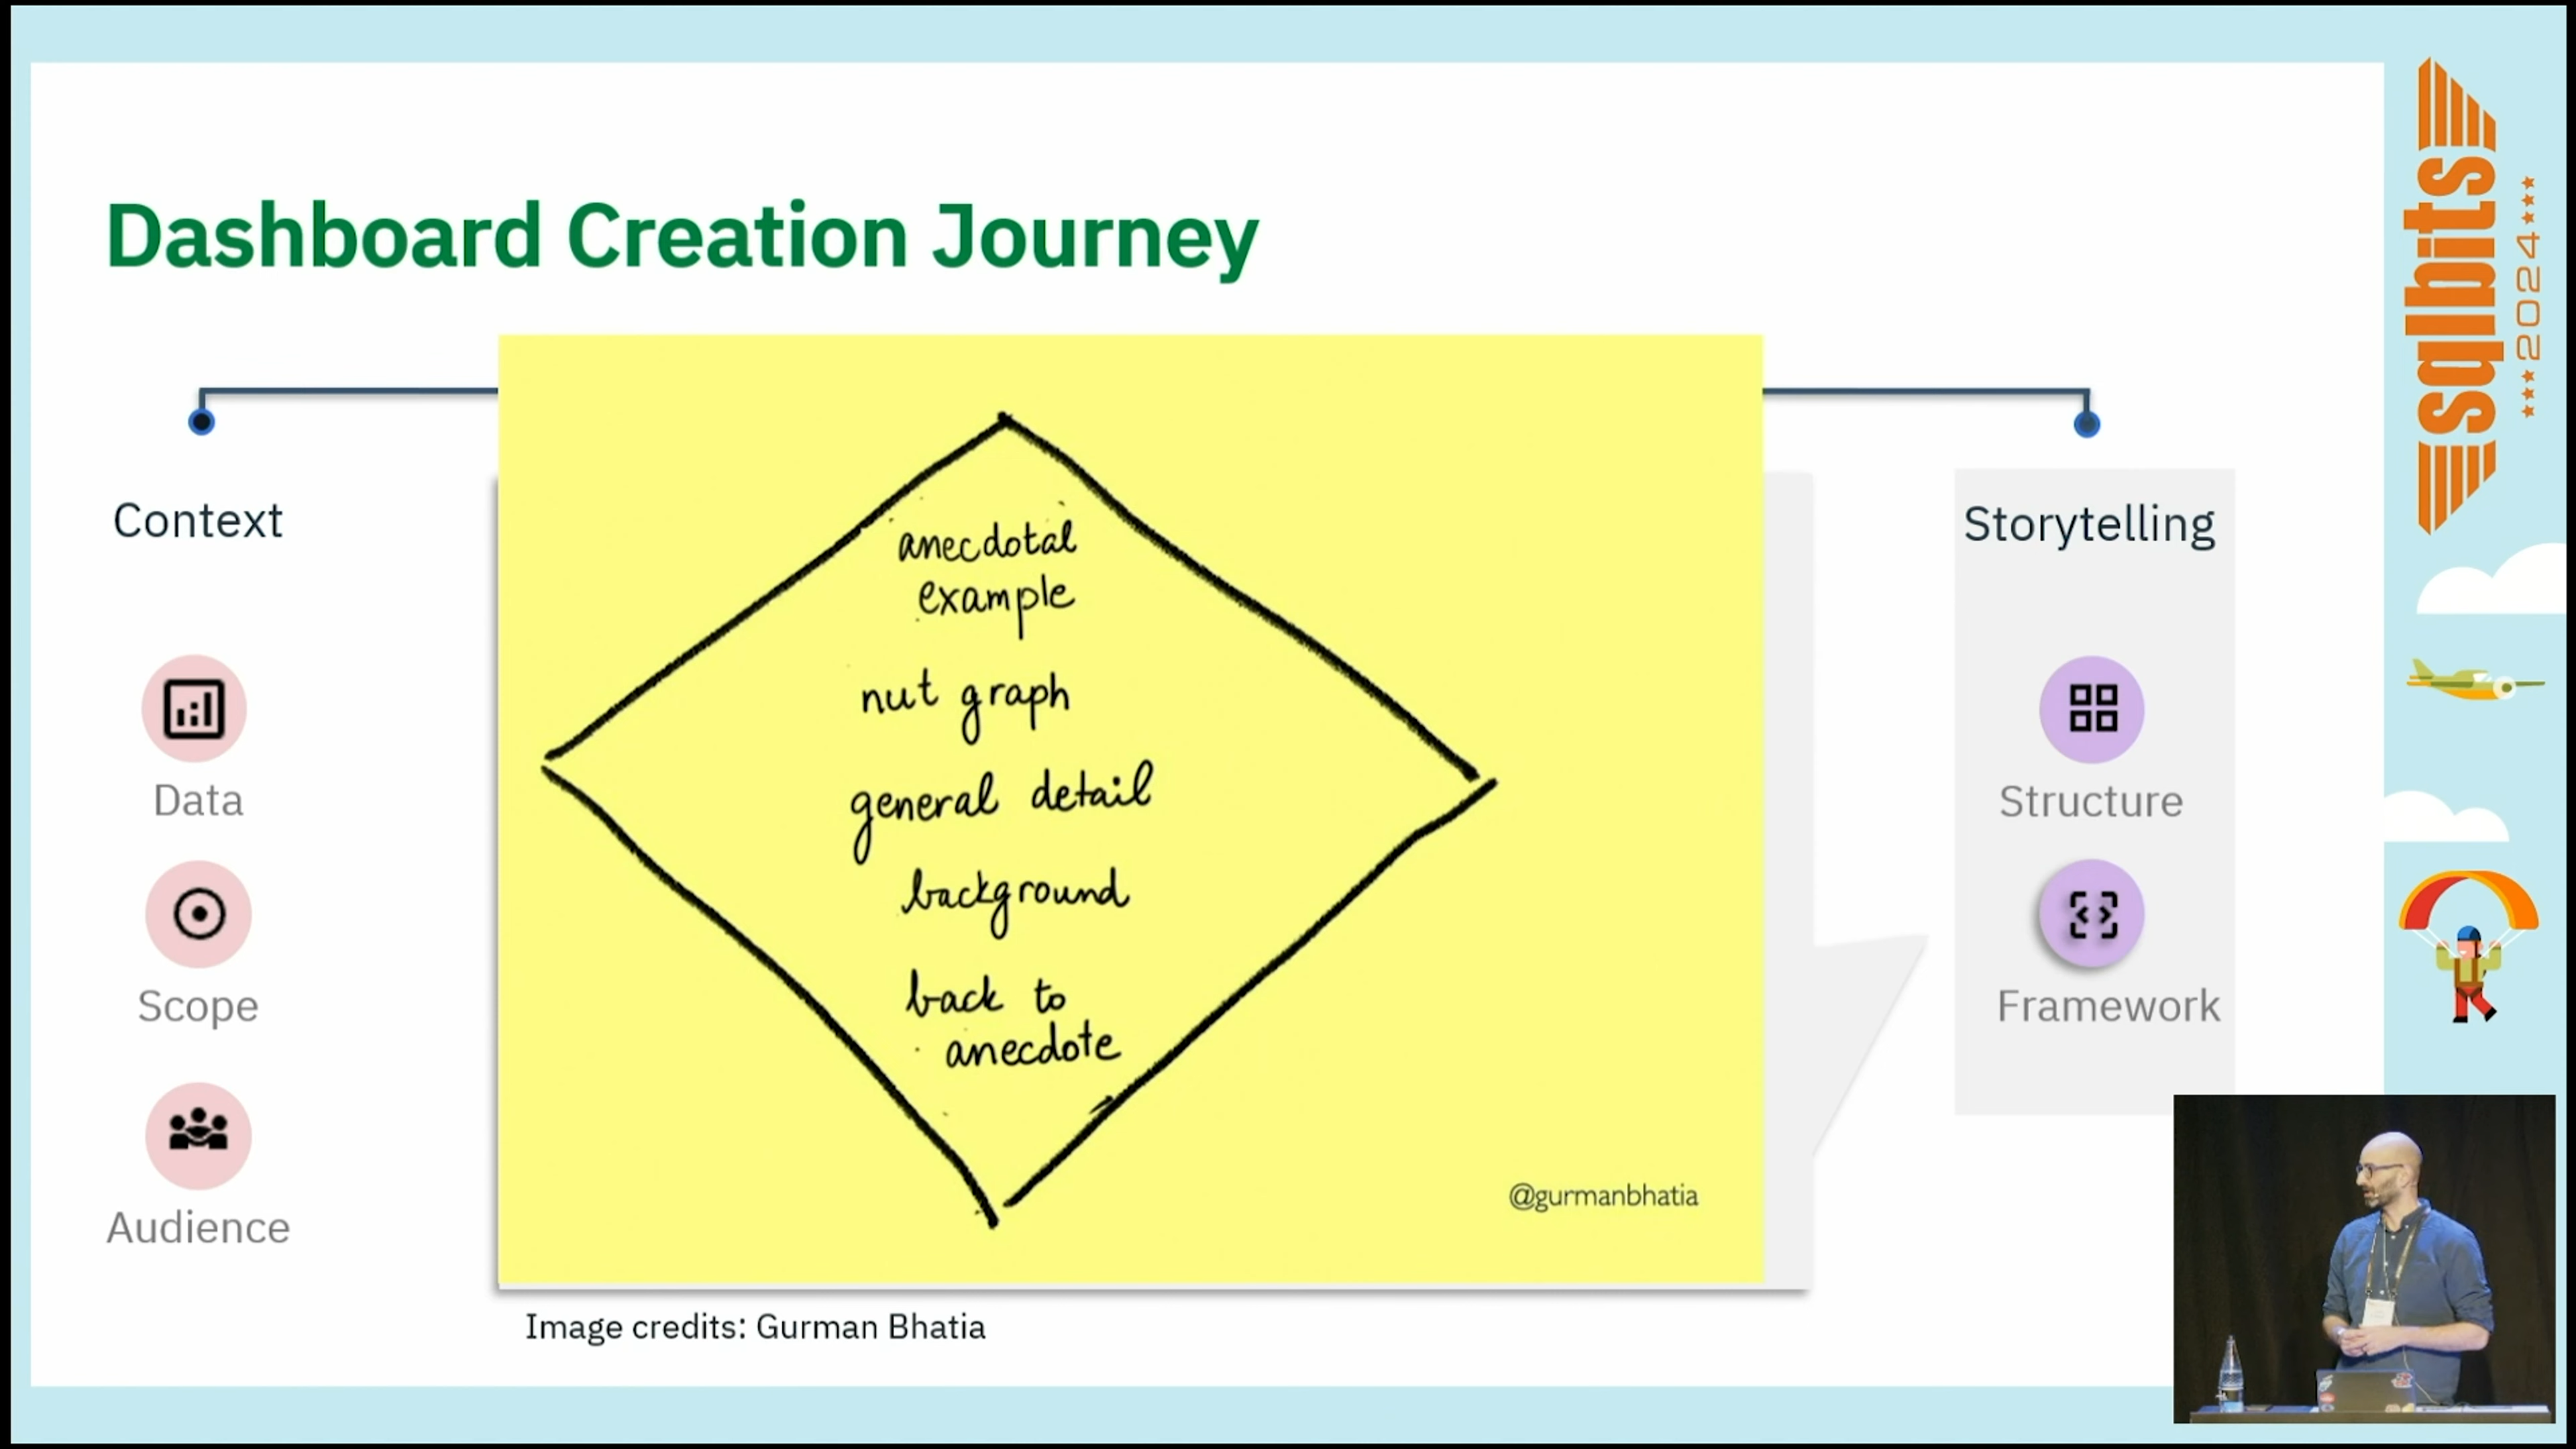 Dashboard Creation Journey
Context
Data
Scope
Audience
anecdotal
example
nut graph
general detail
background
back to
anecdote
@gurmanbhatia
Image credits: Gurman Bhatia
Storytelling
Structure
Framework
sqlbits
2024